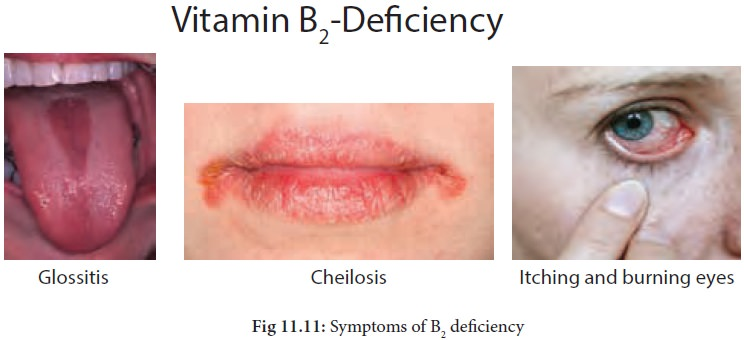 Vitamin B₂-Deficiency
Glossitis
Cheilosis
Itching and burning eyes
Fig 11.11: Symptoms of B₂ deficiency